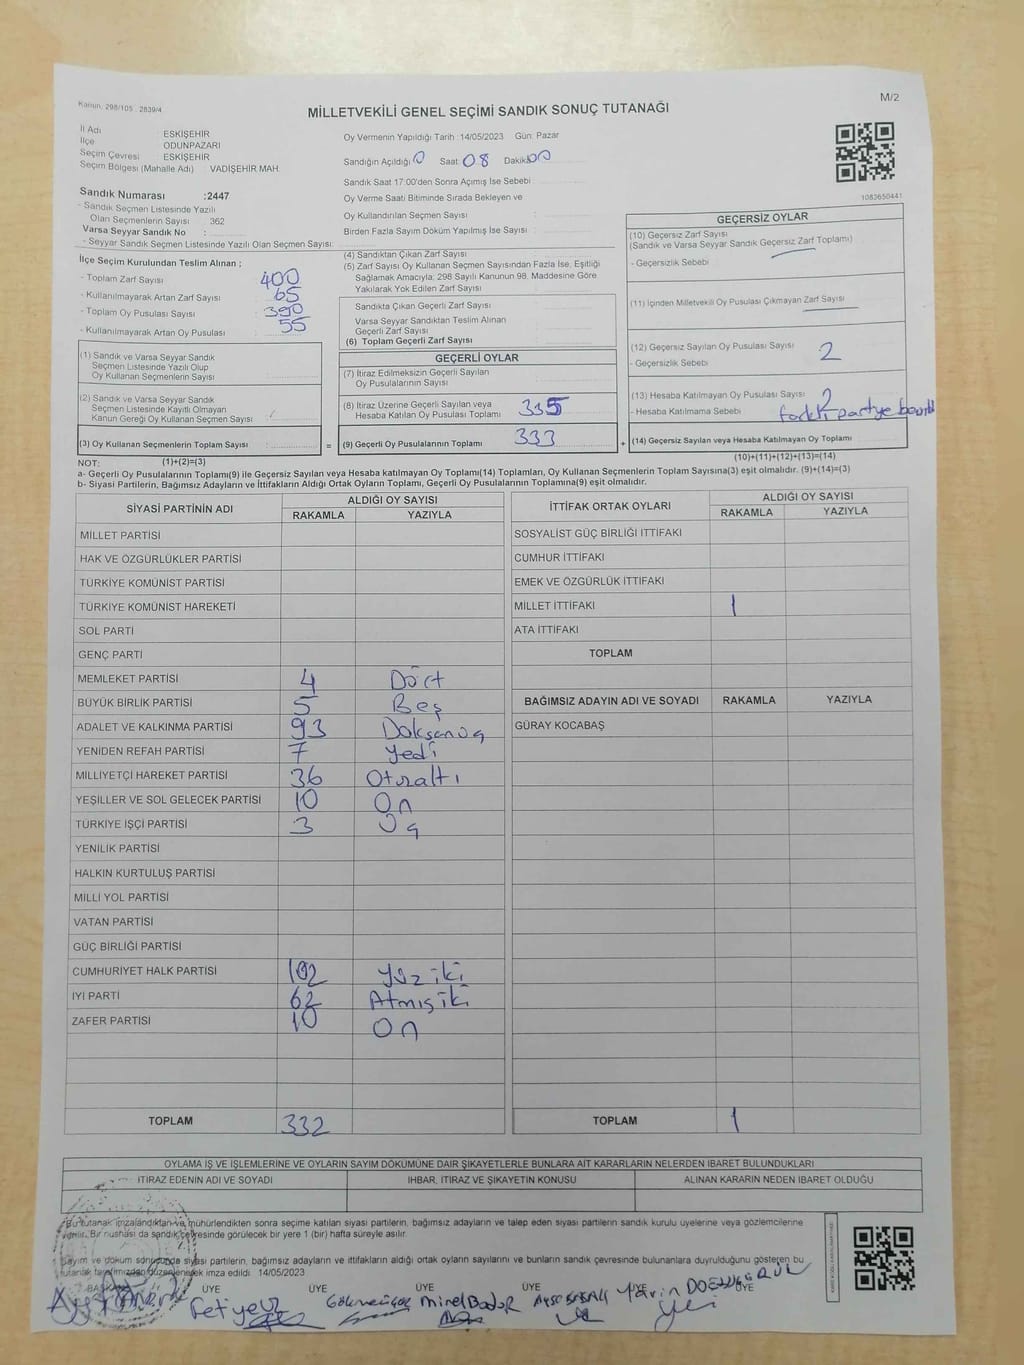 Kanun: 298/105 , 2839/4
M/2
MİLLETVEKİLİ GENEL SEÇİMİ SANDIK SONUÇ TUTANAĞI
İl Adı : ESKİŞEHİR
İlçe : ODUNPAZARI
Seçim Çevresi : ESKİŞEHİR
Seçim Bölgesi (Mahalle Adı) : VADİŞEHİR MAH.
Sandık Numarası :2447
- Sandık Seçmen Listesinde Yazılı
Olan Seçmenlerin Sayısı : 362
Varsa Seyyar Sandık No :
- Seyyar Sandık Seçmen Listesinde Yazılı Olan Seçmen Sayısı:
İlçe Seçim Kurulundan Teslim Alınan ;
- Toplam Zarf Sayısı : 400
- Kullanılmayarak Artan Zarf Sayısı : 65
- Toplam Oy Pusulası Sayısı : 390
- Kullanılmayarak Artan Oy Pusulası : 55
(1) Sandık ve Varsa Seyyar Sandık
Seçmen Listesinde Yazılı Olup
Oy Kullanan Seçmenlerin Sayısı
(2) Sandık ve Varsa Seyyar Sandık
Seçmen Listesinde Kayıtlı Olmayan
Kanun Gereği Oy Kullanan Seçmen Sayısı
(3) Oy Kullanan Seçmenlerin Toplam Sayısı
(1)+(2)=(3)
Oy Vermenin Yapıldığı Tarih :14/05/2023 Gün: Pazar
Sandığın Açıldığı Saat: 08 Dakika: 00
Sandık Saat 17:00'den Sonra Açımış İse Sebebi
Oy Verme Saati Bitiminde Sırada Bekleyen ve
Oy Kullandırılan Seçmen Sayısı
Birden Fazla Sayım Döküm Yapılmış İse Sayısı
(4) Sandıktan Çıkan Zarf Sayısı
(5) Zarf Sayısı Oy Kullanan Seçmen Sayısından Fazla İse, Eşitliği
Sağlamak Amacıyla; 298 Sayılı Kanunun 98. Maddesine Göre
Yakılarak Yok Edilen Zarf Sayısı
Sandıkta Çıkan Geçerli Zarf Sayısı
Varsa Seyyar Sandıktan Teslim Alınan
Geçerli Zarf Sayısı
(6) Toplam Geçerli Zarf Sayısı
GEÇERLİ OYLAR
(7) İtiraz Edilmeksizin Geçerli Sayılan
Oy Pusulalarının Sayısı
(8) İtiraz Üzerine Geçerli Sayılan veya
Hesaba Katılan Oy Pusulası Toplamı 335
= (9) Geçerli Oy Pusulalarının Toplamı 333 +
1083650441
GEÇERSİZ OYLAR
(10) Geçersiz Zarf Sayısı
(Sandık ve Varsa Seyyar Sandık Geçersiz Zarf Toplamı)
- Geçersizlik Sebebi
(11) İçinden Milletvekili Oy Pusulası Çıkmayan Zarf Sayısı
(12) Geçersiz Sayılan Oy Pusulası Sayısı 2
- Geçersizlik Sebebi
(13) Hesaba Katılmayan Oy Pusulası Sayısı 2
- Hesaba Katılmama Sebebi farklı partiye
(14) Geçersiz Sayılan veya Hesaba Katılmayan Oy Toplamı
(10)+(11)+(12)+(13)=(14)
NOT:
a- Geçerli Oy Pusulalarının Toplamı(9) ile Geçersiz Sayılan veya Hesaba katılmayan Oy Toplamı(14) Toplamları, Oy Kullanan Seçmenlerin Toplam Sayısına(3) eşit olmalıdır. (9)+(14)=(3)
b- Siyasi Partilerin, Bağımsız Adayların ve İttifakların Aldığı Ortak Oyların Toplamı, Geçerli Oy Pusulalarının Toplamına(9) eşit olmalıdır.
SİYASİ PARTİNİN ADI ALDIĞI OY SAYISI
RAKAMLA YAZIYLA
MİLLET PARTİSİ
HAK VE ÖZGÜRLÜKLER PARTİSİ
TÜRKİYE KOMÜNİST PARTİSİ
TÜRKİYE KOMÜNİST HAREKETİ
SOL PARTİ
GENÇ PARTİ
MEMLEKET PARTİSİ 4 Dört
BÜYÜK BİRLİK PARTİSİ 5 Beş
ADALET VE KALKINMA PARTİSİ 93 Doksanüç
YENİDEN REFAH PARTİSİ 7 Yedi
MİLLİYETÇİ HAREKET PARTİSİ 36 Otuzaltı
YEŞİLLER VE SOL GELECEK PARTİSİ 10 On
TÜRKİYE İŞÇİ PARTİSİ 3 Üç
YENİLİK PARTİSİ
HALKIN KURTULUŞ PARTİSİ
MİLLİ YOL PARTİSİ
VATAN PARTİSİ
GÜÇ BİRLİĞİ PARTİSİ
CUMHURİYET HALK PARTİSİ 102 Yüz iki
İYİ PARTİ 62 Atmış iki
ZAFER PARTİSİ 10 On
TOPLAM 332
İTTİFAK ORTAK OYLARI ALDIĞI OY SAYISI
RAKAMLA YAZIYLA
SOSYALİST GÜÇ BİRLİĞİ İTTİFAKI
CUMHUR İTTİFAKI
EMEK VE ÖZGÜRLÜK İTTİFAKI
MİLLET İTTİFAKI 1
ATA İTTİFAKI
TOPLAM
BAĞIMSIZ ADAYIN ADI VE SOYADI RAKAMLA YAZIYLA
GÜRAY KOCABAŞ
TOPLAM 1
OYLAMA İŞ VE İŞLEMLERİNE VE OYLARIN SAYIM DÖKÜMÜNE DAİR ŞİKAYETLERLE BUNLARA AİT KARARLARIN NELERDEN İBARET BULUNDUKLARI
İTİRAZ EDENİN ADI VE SOYADI İHBAR, İTİRAZ VE ŞİKAYETİN KONUSU ALINAN KARARIN NEDEN İBARET OLDUĞU
Bu tutanak imzalandıktan ve mühürlendikten sonra seçime katılan siyasi partilerin, bağımsız adayların ve talep eden siyasi partilerin sandık kurulu üyelerine veya gözlemcilerine
verilir. Bir nüshası da sandık çevresinde görülecek bir yere 1 (bir) hafta süreyle asılır.
Sayım ve döküm sonucunda siyasi partilerin, bağımsız adayların ve ittifakların aldığı ortak oyların sayılarını ve bunların sandık çevresinde bulunanlara duyrulduğunu gösteren bu
tutanak tarafımızdan düzenlenerek imza edildi. 14/05/2023
BAŞKAN ÜYE ÜYE ÜYE ÜYE ÜYE ÜYE